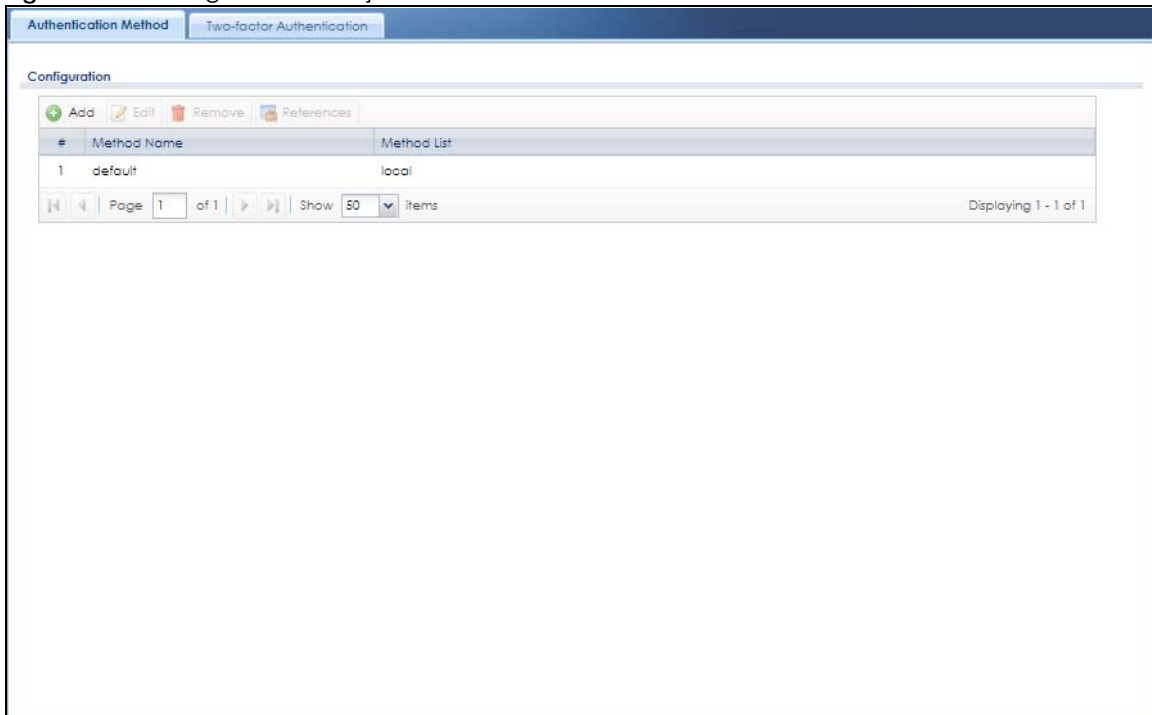 Authentication Method Two-factor Authentication
Configuration
Add Edit Remove References
# Method Name Method List
1 default local
Page 1 of 1 Show 50 items Displaying 1 - 1 of 1